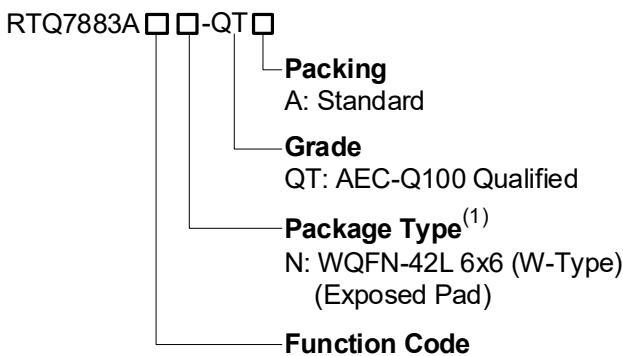 RTQ7883A□ □-QT□
Packing
A: Standard
Grade
QT: AEC-Q100 Qualified
Package Type(1)
N: WQFN-42L 6x6 (W-Type)
(Exposed Pad)
Function Code